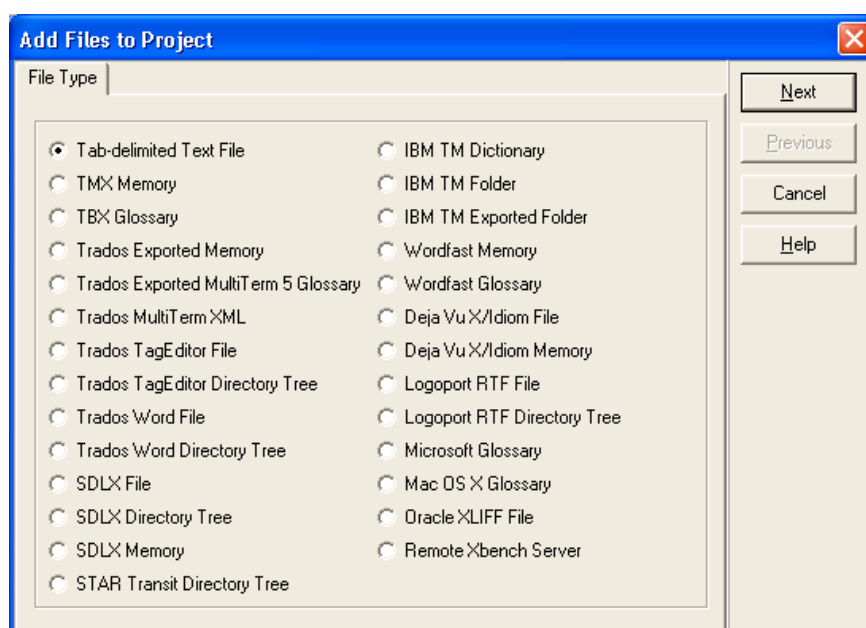 Add Files to Project
File Type
Tab-delimited Text File
TMX Memory
TBX Glossary
Trados Exported Memory
Trados Exported MultiTerm 5 Glossary
Trados MultiTerm XML
Trados TagEditor File
Trados TagEditor Directory Tree
Trados Word File
Trados Word Directory Tree
SDLX File
SDLX Directory Tree
SDLX Memory
STAR Transit Directory Tree
IBM TM Dictionary
IBM TM Folder
IBM TM Exported Folder
Wordfast Memory
Wordfast Glossary
Deja Vu X/Idiom File
Deja Vu X/Idiom Memory
Logoport RTF File
Logoport RTF Directory Tree
Microsoft Glossary
Mac OS X Glossary
Oracle XLIFF File
Remote Xbench Server
Next
Previous
Cancel
Help